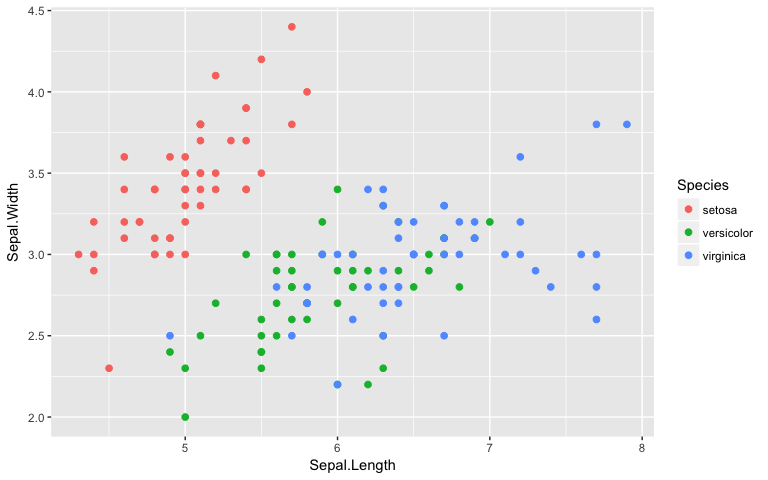 4.5
4.0
3.5
3.0
2.5
2.0
Sepal.Width
5 6 7 8
Sepal.Length
Species
setosa
versicolor
virginica